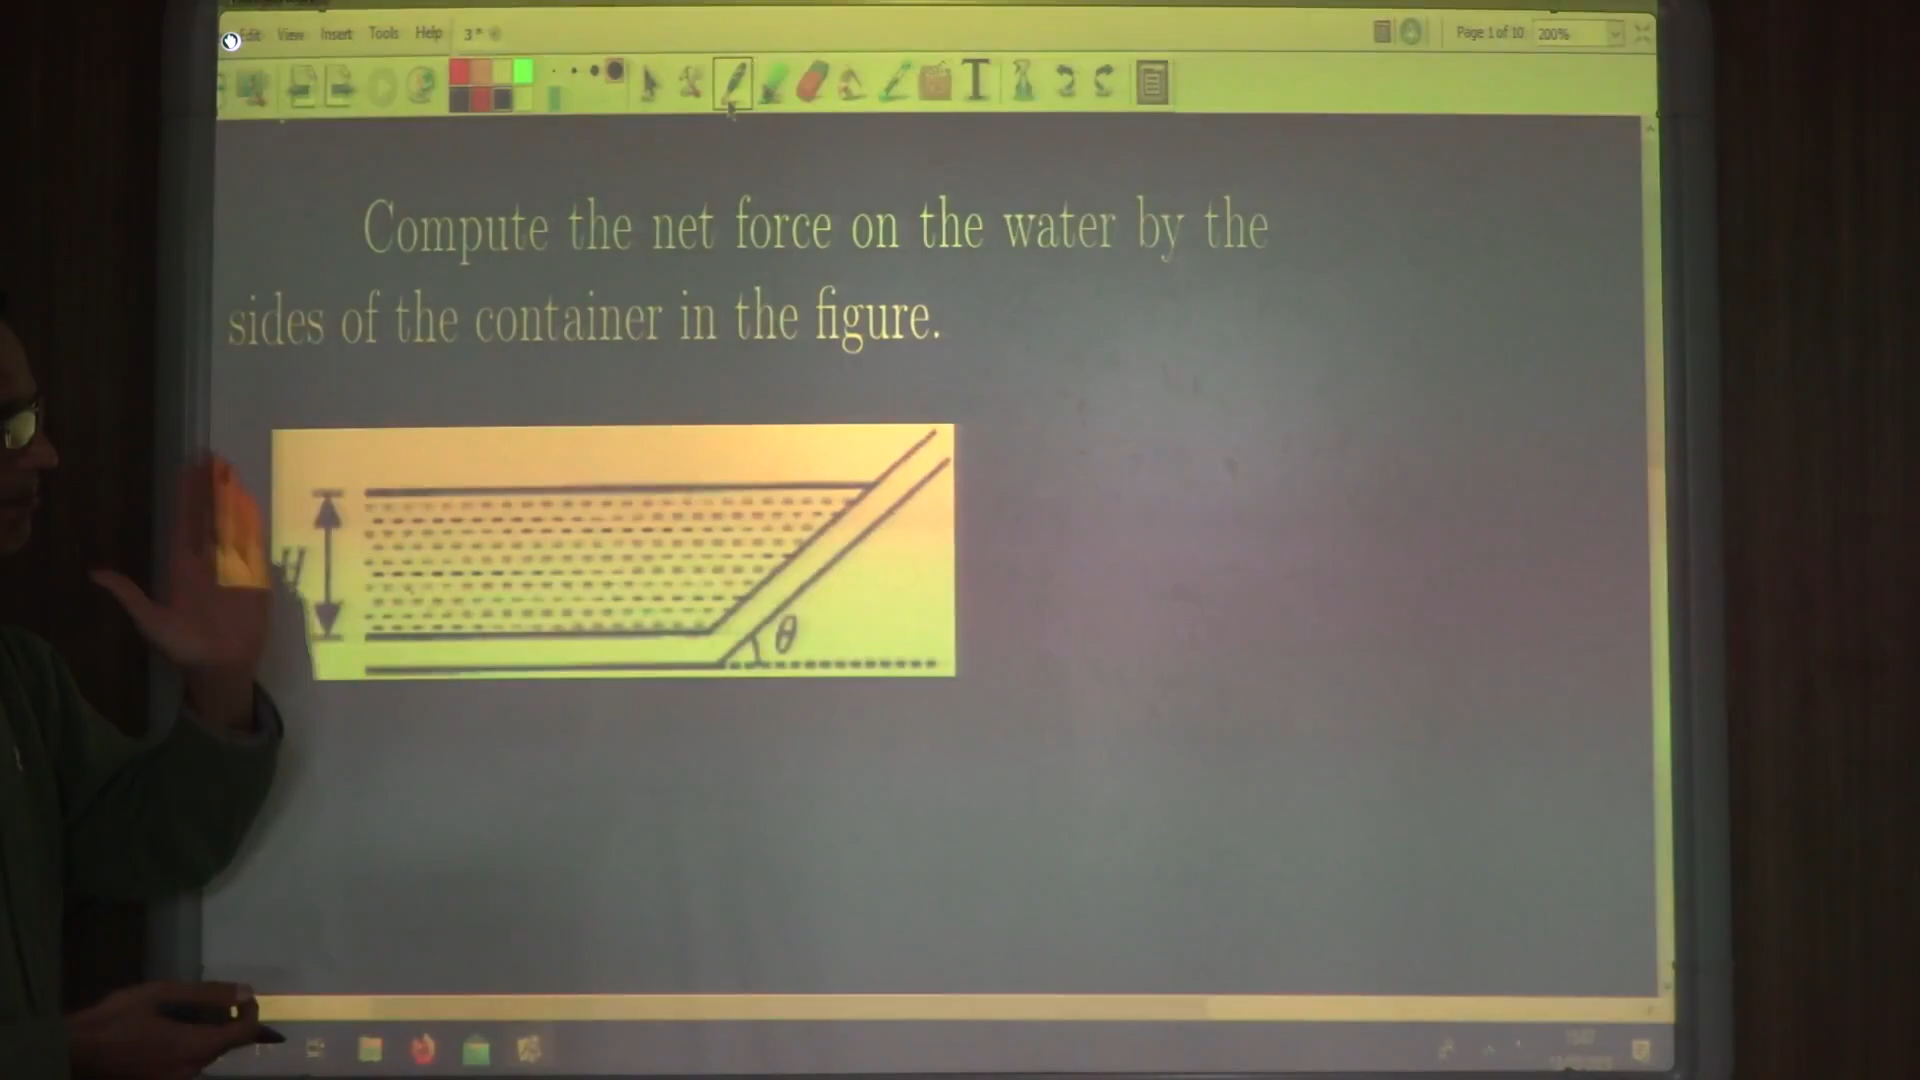 Edit View Insert Tools Help 3*
Page 1 of 10 200%
T
Compute the net force on the water by the
sides of the container in the figure.
H
θ